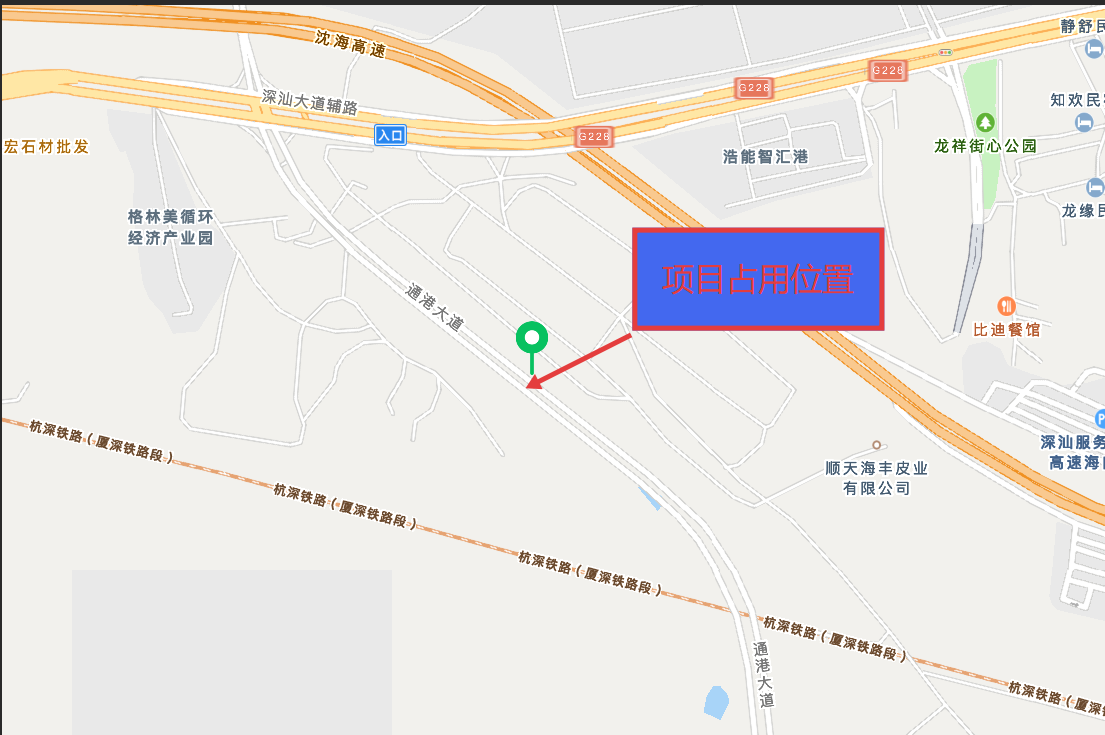 静舒民
沈海高速
G228
G228
知欢民宿
深汕大道辅路
入口
G228
宏石材批发
龙祥街心公园
浩能智汇港
格林美循环
经济产业园
龙缘民
项目占用位置
通港大道
比迪餐馆
杭深铁路（厦深铁路段）
P
深汕服务
高速海
顺天海丰皮业
有限公司
杭深铁路（厦深铁路段）
杭深铁路（厦深铁路段）
杭深铁路（厦深铁路段）
通港大道
杭深铁路（厦深